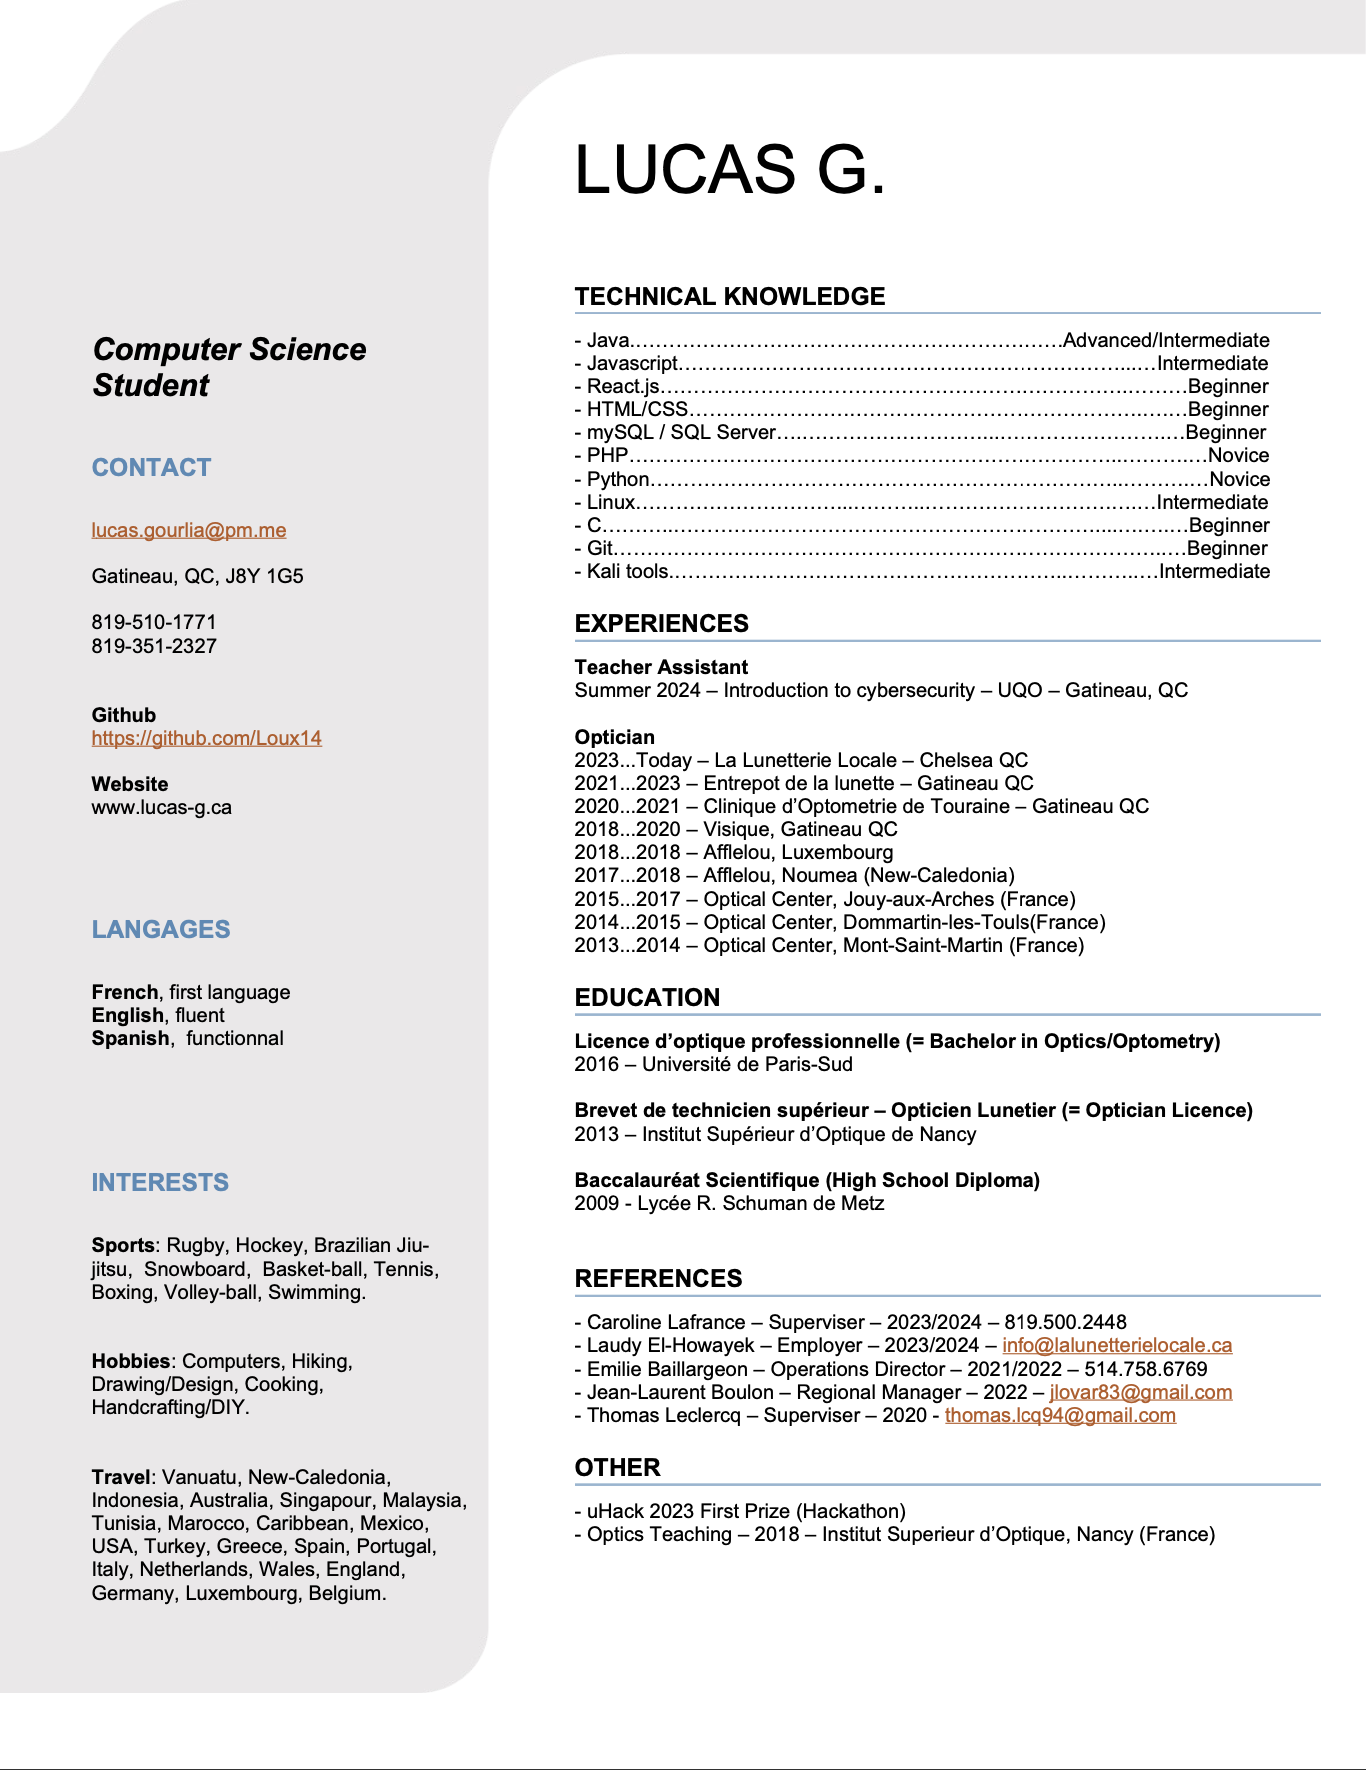 LUCAS G.
Computer Science
Student
CONTACT
lucas.gourlia@pm.me
Gatineau, QC, J8Y 1G5
819-510-1771
819-351-2327
Github
https://github.com/Loux14
Website
www.lucas-g.ca
LANGAGES
French, first language
English, fluent
Spanish,  functionnal
INTERESTS
Sports: Rugby, Hockey, Brazilian Jiu-
jitsu,  Snowboard,  Basket-ball, Tennis,
Boxing, Volley-ball, Swimming.
Hobbies: Computers, Hiking,
Drawing/Design, Cooking,
Handcrafting/DIY.
Travel: Vanuatu, New-Caledonia,
Indonesia, Australia, Singapour, Malaysia,
Tunisia, Marocco, Caribbean, Mexico,
USA, Turkey, Greece, Spain, Portugal,
Italy, Netherlands, Wales, England,
Germany, Luxembourg, Belgium.
TECHNICAL KNOWLEDGE
- Java……………………………………………………….Advanced/Intermediate
- Javascript…………………………………………………………...…Intermediate
- React.js…………………………………………………………….………Beginner
- HTML/CSS………………………………………………………….….…Beginner
- mySQL / SQL Server….………………………...…………………….…Beginner
- PHP………………………………………………………………..……….…Novice
- Python……………………………………………………………..……….…Novice
- Linux…………………………..………..……………………….….…Intermediate
- C………..………………………………………………………...…….…Beginner
- Git………………………………………………………………………..…Beginner
- Kali tools.…………………………………………………..………..…Intermediate
EXPERIENCES
Teacher Assistant
Summer 2024 – Introduction to cybersecurity – UQO – Gatineau, QC
Optician
2023...Today – La Lunetterie Locale – Chelsea QC
2021...2023 – Entrepot de la lunette – Gatineau QC
2020...2021 – Clinique d’Optometrie de Touraine – Gatineau QC
2018...2020 – Visique, Gatineau QC
2018...2018 – Afflelou, Luxembourg
2017...2018 – Afflelou, Noumea (New-Caledonia)
2015...2017 – Optical Center, Jouy-aux-Arches (France)
2014...2015 – Optical Center, Dommartin-les-Touls(France)
2013...2014 – Optical Center, Mont-Saint-Martin (France)
EDUCATION
Licence d’optique professionnelle (= Bachelor in Optics/Optometry)
2016 – Université de Paris-Sud
Brevet de technicien supérieur – Opticien Lunetier (= Optician Licence)
2013 – Institut Supérieur d’Optique de Nancy
Baccalauréat Scientifique (High School Diploma)
2009 - Lycée R. Schuman de Metz
REFERENCES
- Caroline Lafrance – Superviser – 2023/2024 – 819.500.2448
- Laudy El-Howayek – Employer – 2023/2024 – info@lalunetterielocale.ca
- Emilie Baillargeon – Operations Director – 2021/2022 – 514.758.6769
- Jean-Laurent Boulon – Regional Manager – 2022 – jlovar83@gmail.com
- Thomas Leclercq – Superviser – 2020 - thomas.lcq94@gmail.com
OTHER
- uHack 2023 First Prize (Hackathon)
- Optics Teaching – 2018 – Institut Superieur d’Optique, Nancy (France)